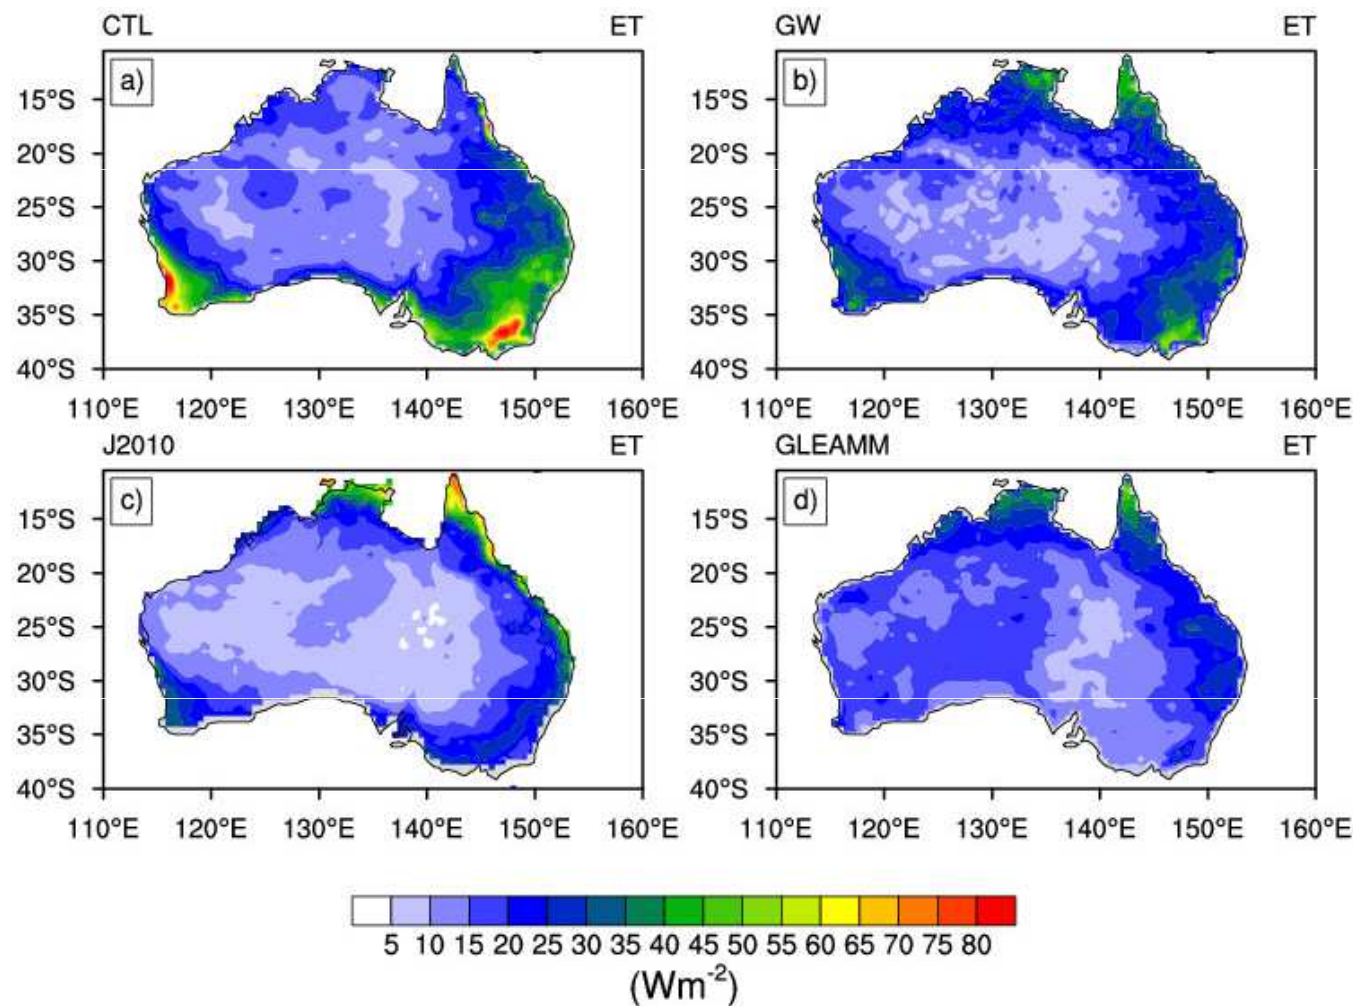 CTL ET GW ET
a) b)
15°S 15°S
20°S 20°S
25°S 25°S
30°S 30°S
35°S 35°S
40°S 40°S
110°E 120°E 130°E 140°E 150°E 160°E 110°E 120°E 130°E 140°E 150°E 160°E
J2010 ET GLEAMM ET
c) d)
15°S 15°S
20°S 20°S
25°S 25°S
30°S 30°S
35°S 35°S
40°S 40°S
110°E 120°E 130°E 140°E 150°E 160°E 110°E 120°E 130°E 140°E 150°E 160°E
5 10 15 20 25 30 35 40 45 50 55 60 65 70 75 80
(Wm⁻²)